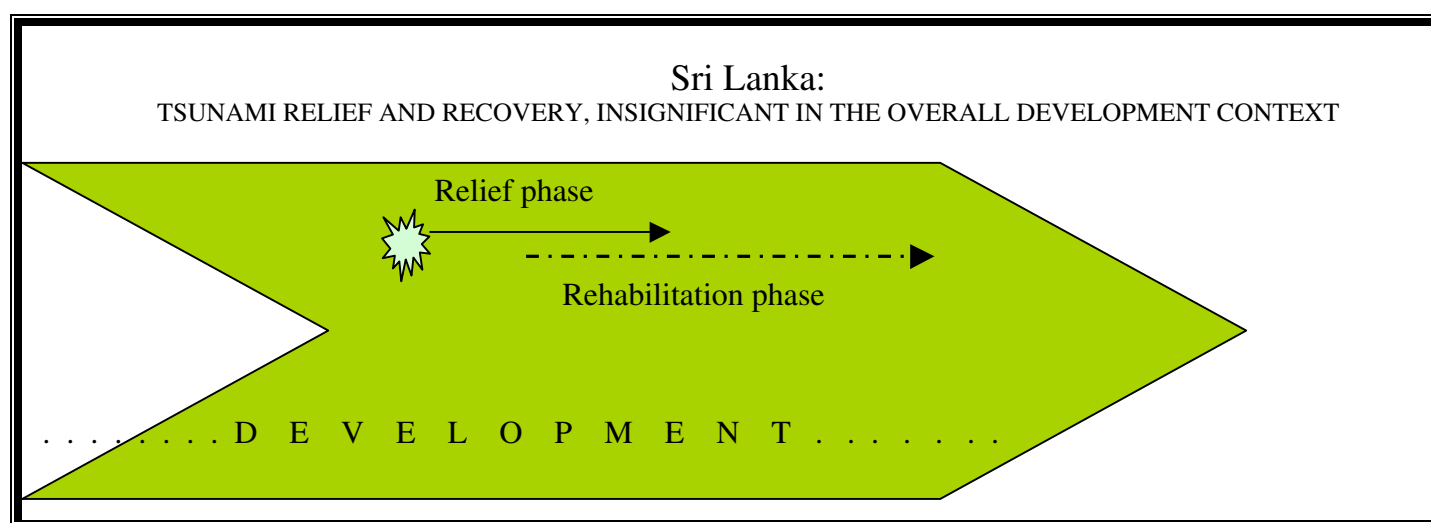 Sri Lanka:
TSUNAMI RELIEF AND RECOVERY, INSIGNIFICANT IN THE OVERALL DEVELOPMENT CONTEXT
Relief phase
Rehabilitation phase
. . . . . . . . D E V E L O P M E N T . . . . . . .